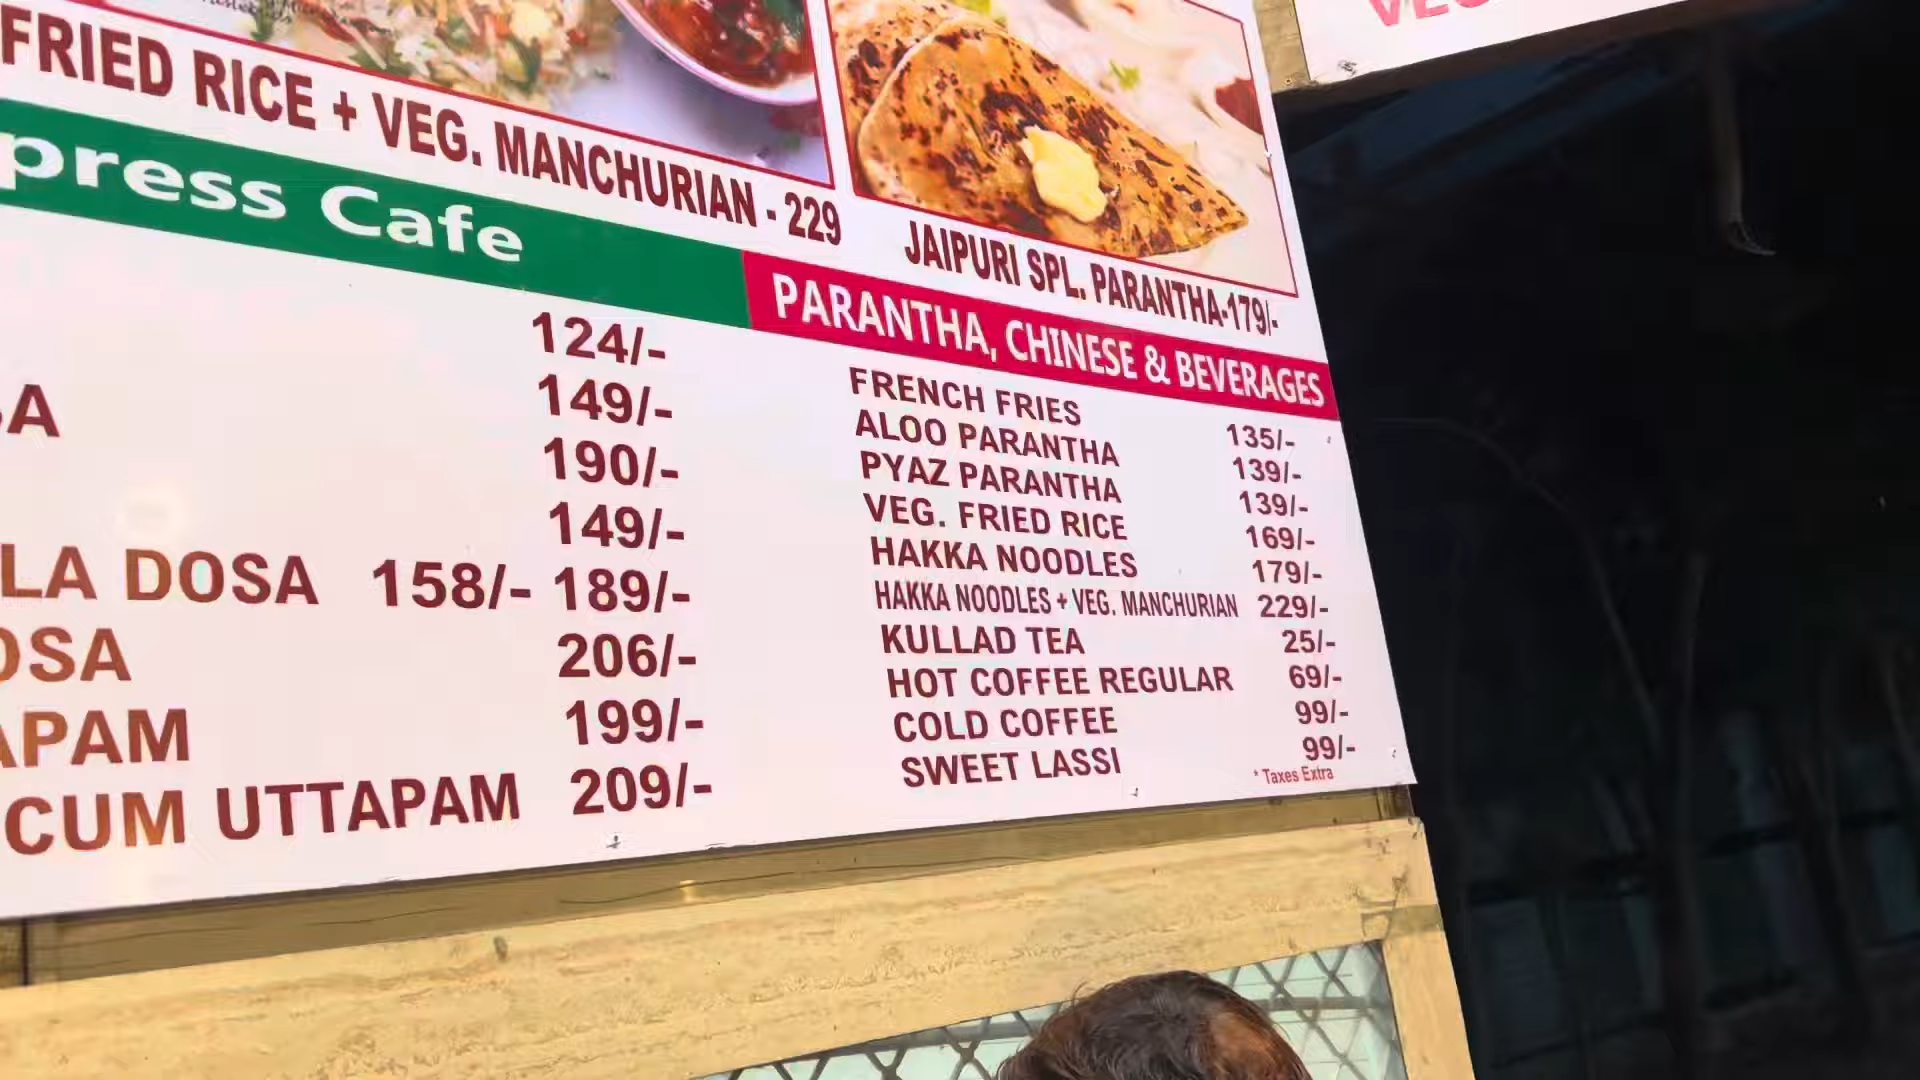 FRIED RICE + VEG. MANCHURIAN - 229
JAIPURI SPL. PARANTHA-179/-
press Cafe
124/-
149/-
190/-
149/-
LA DOSA 158/- 189/-
OSA 206/-
APAM 199/-
CUM UTTAPAM 209/-
PARANTHA, CHINESE & BEVERAGES
FRENCH FRIES 135/-
ALOO PARANTHA 139/-
PYAZ PARANTHA 139/-
VEG. FRIED RICE 169/-
HAKKA NOODLES 179/-
HAKKA NOODLES + VEG. MANCHURIAN 229/-
KULLAD TEA 25/-
HOT COFFEE REGULAR 69/-
COLD COFFEE 99/-
SWEET LASSI 99/-
* Taxes Extra